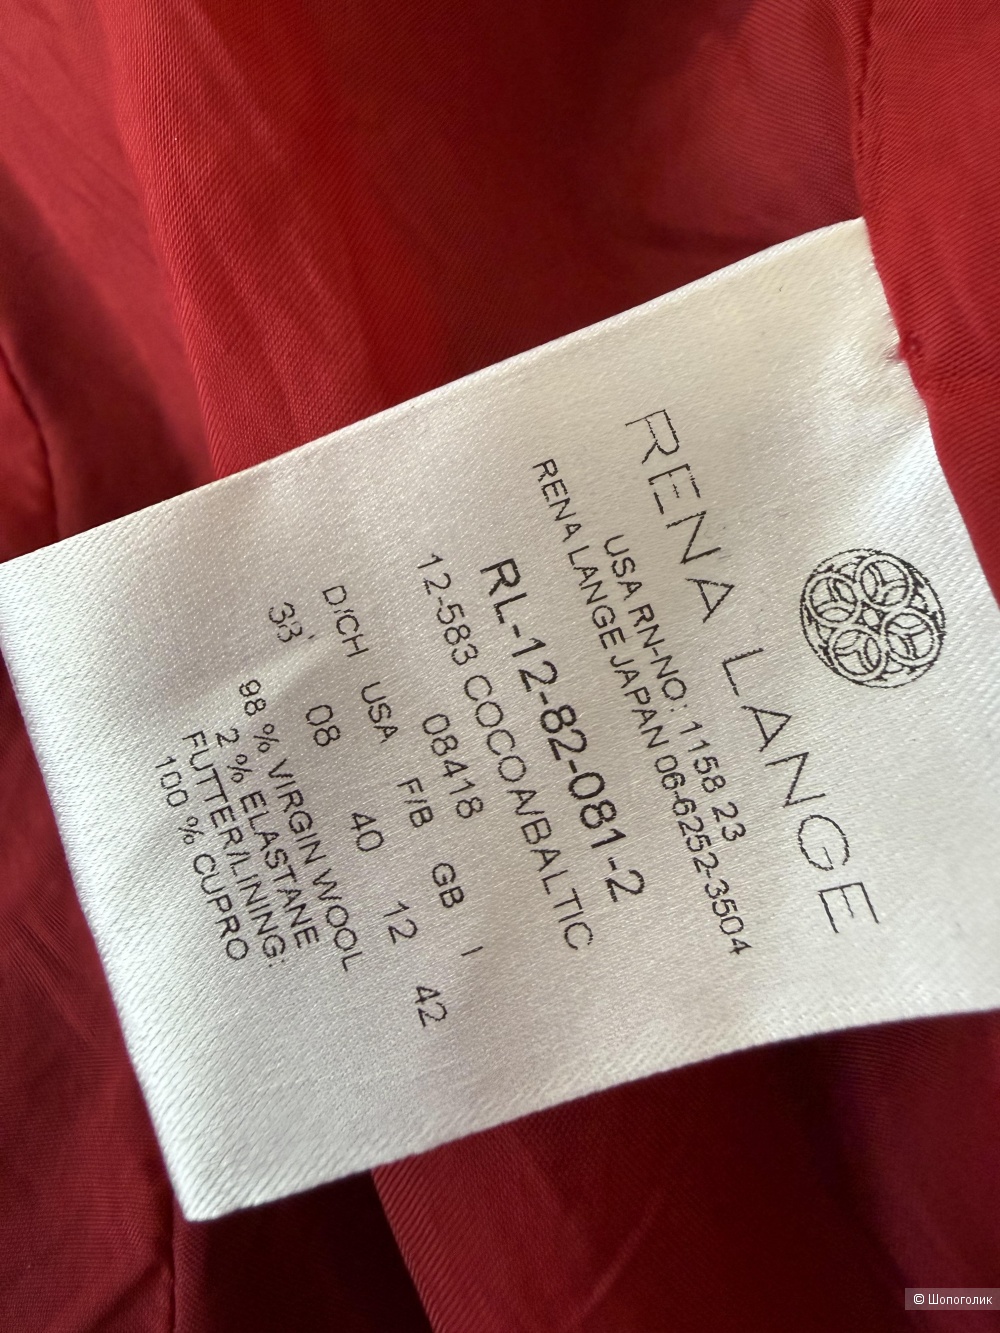 RENA LANGE
USA RN-NO: 1158 23
RENA LANGE JAPAN 06-6252-3504
RL-12-82-081-2
12-583 COCOA/BALTIC
08418
D/CH USA F/B GB I
38 08 40 12 42
98 % VIRGIN WOOL
2 % ELASTANE
FUTTER/LINING:
100 % CUPRO
© Шопоголик